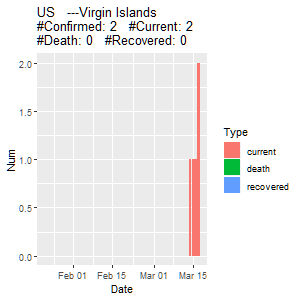 US   ---Virgin Islands
#Confirmed: 2   #Current: 2
#Death: 0   #Recovered: 0
2.0
1.5
1.0
0.5
0.0
Num
Feb 01
Feb 15
Mar 01
Mar 15
Date
Type
current
death
recovered